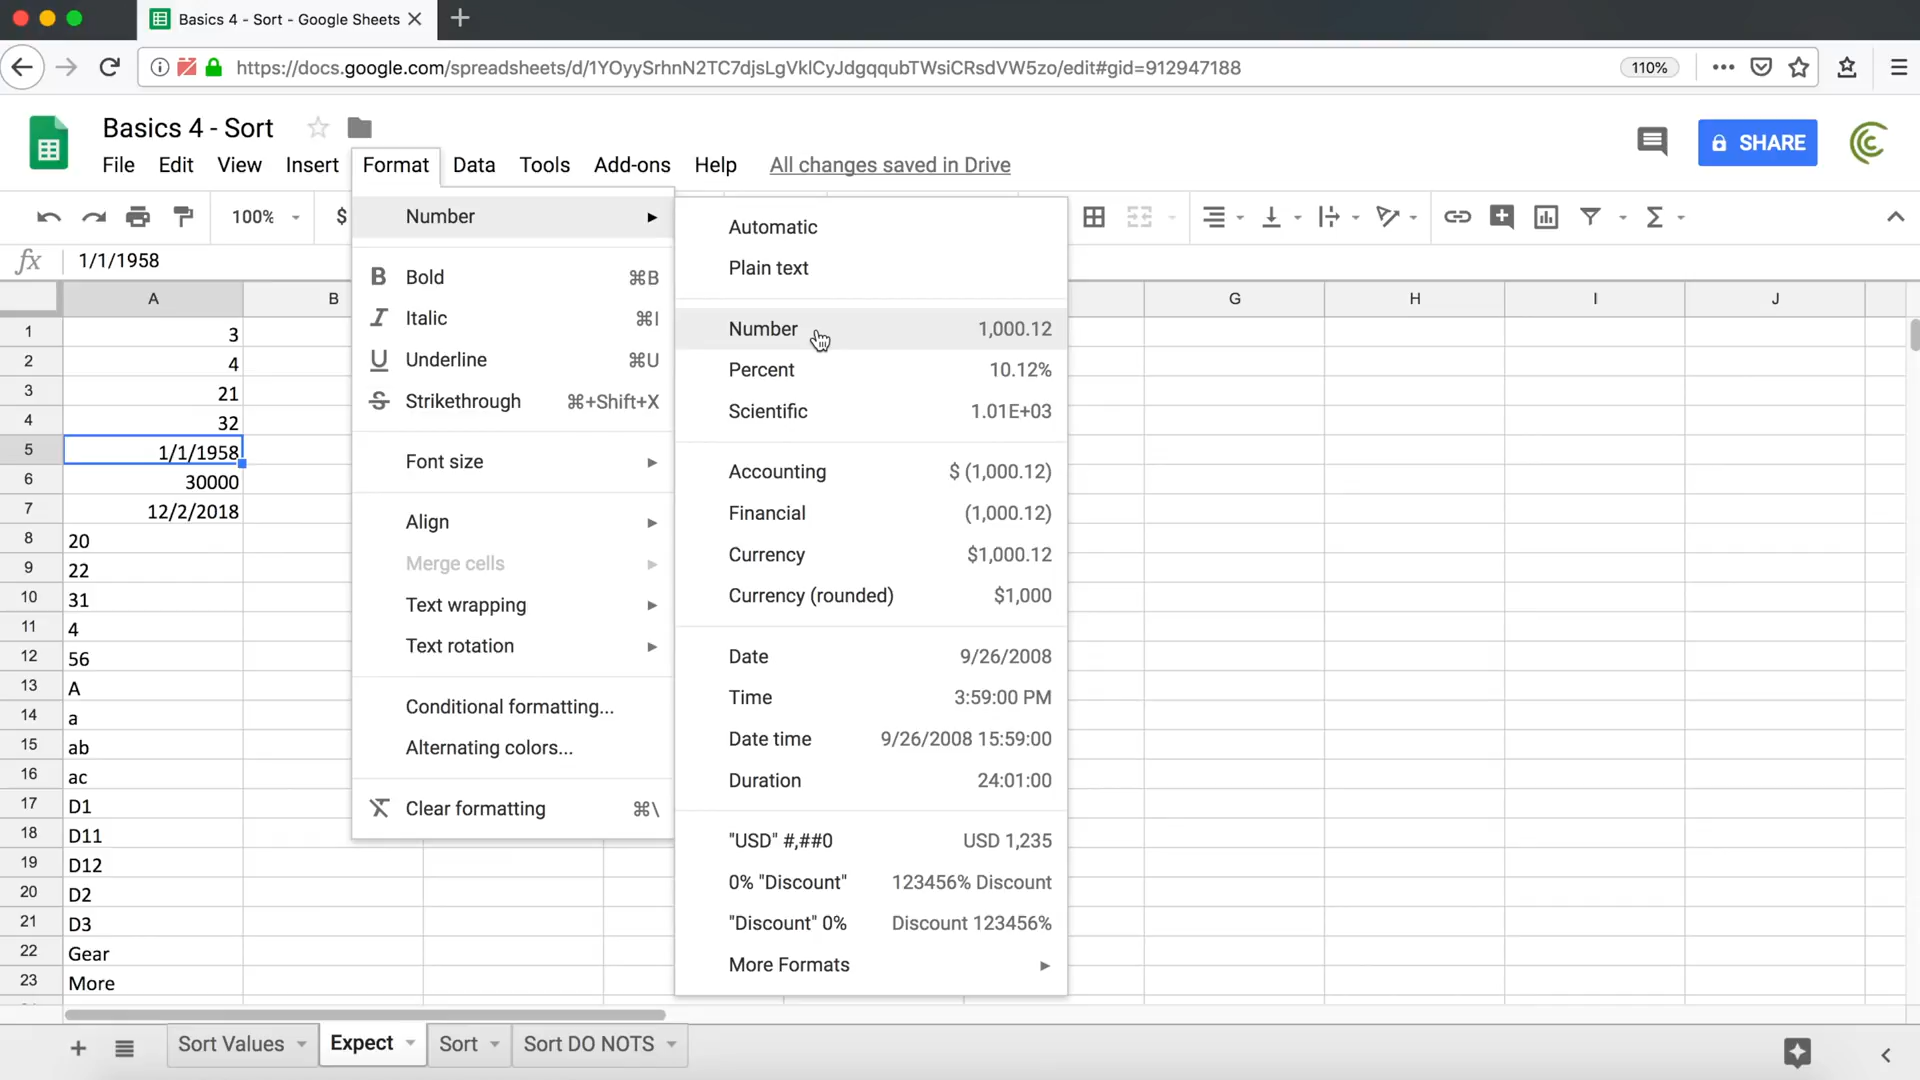 Basics 4 - Sort - Google Sheets
https://docs.google.com/spreadsheets/d/1YOyySrhnN2TC7djsLgVklCyJdgqqubTWsiCRsdVW5zo/edit#gid=912947188
110%
Basics 4 - Sort
File Edit View Insert Format Data Tools Add-ons Help All changes saved in Drive
SHARE
100% $
fx 1/1/1958
A B G H I J
1 3
2 4
3 21
4 32
5 1/1/1958
6 30000
7 12/2/2018
8 20
9 22
10 31
11 4
12 56
13 A
14 a
15 ab
16 ac
17 D1
18 D11
19 D12
20 D2
21 D3
22 Gear
23 More
Number
B Bold ⌘B
I Italic ⌘I
U Underline ⌘U
S Strikethrough ⌘+Shift+X
Font size
Align
Merge cells
Text wrapping
Text rotation
Conditional formatting...
Alternating colors...
Clear formatting ⌘\
Automatic
Plain text
Number 1,000.12
Percent 10.12%
Scientific 1.01E+03
Accounting $ (1,000.12)
Financial (1,000.12)
Currency $1,000.12
Currency (rounded) $1,000
Date 9/26/2008
Time 3:59:00 PM
Date time 9/26/2008 15:59:00
Duration 24:01:00
"USD" #,##0 USD 1,235
0% "Discount" 123456% Discount
"Discount" 0% Discount 123456%
More Formats
Sort Values Expect Sort Sort DO NOTS